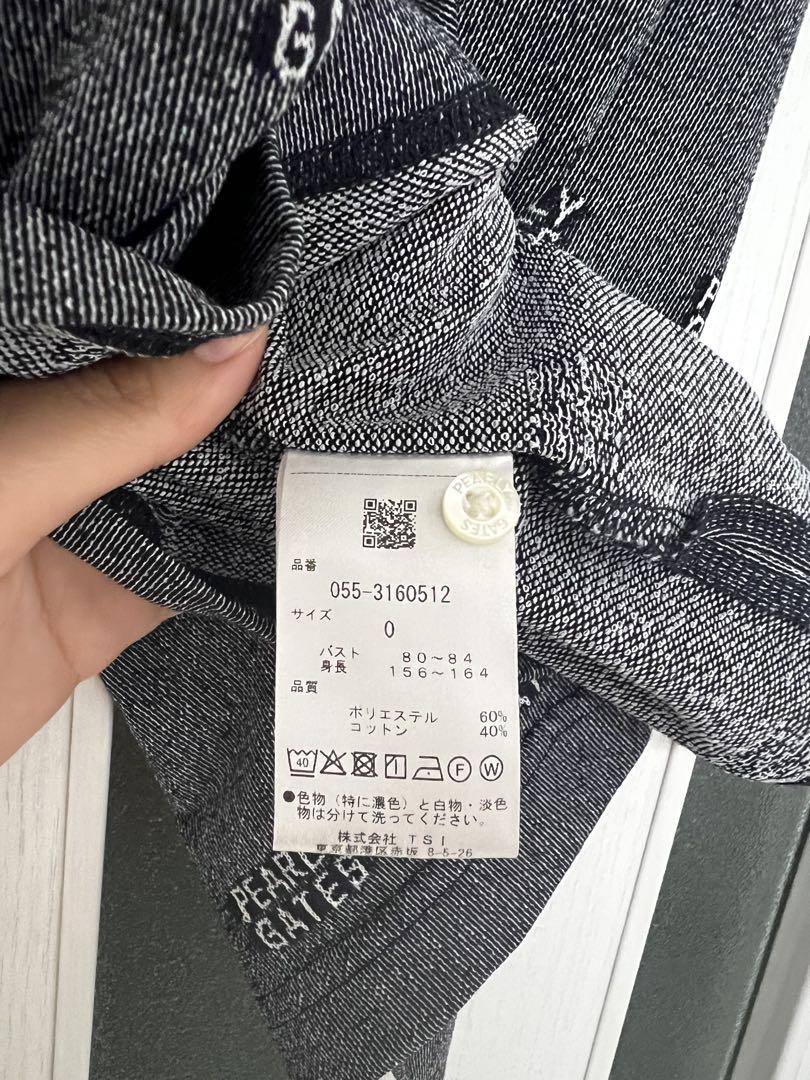 G
Y
PEARLY
GATES
品番
055-3160512
サイズ
0
バスト 80~84
身長 156~164
品質
ポリエステル 60%
コットン 40%
40
F W
●色物(特に濃色)と白物・淡色
物は分けて洗ってください。
株式会社 TSI
東京都港区赤坂 8-5-26
PEARL
GATES